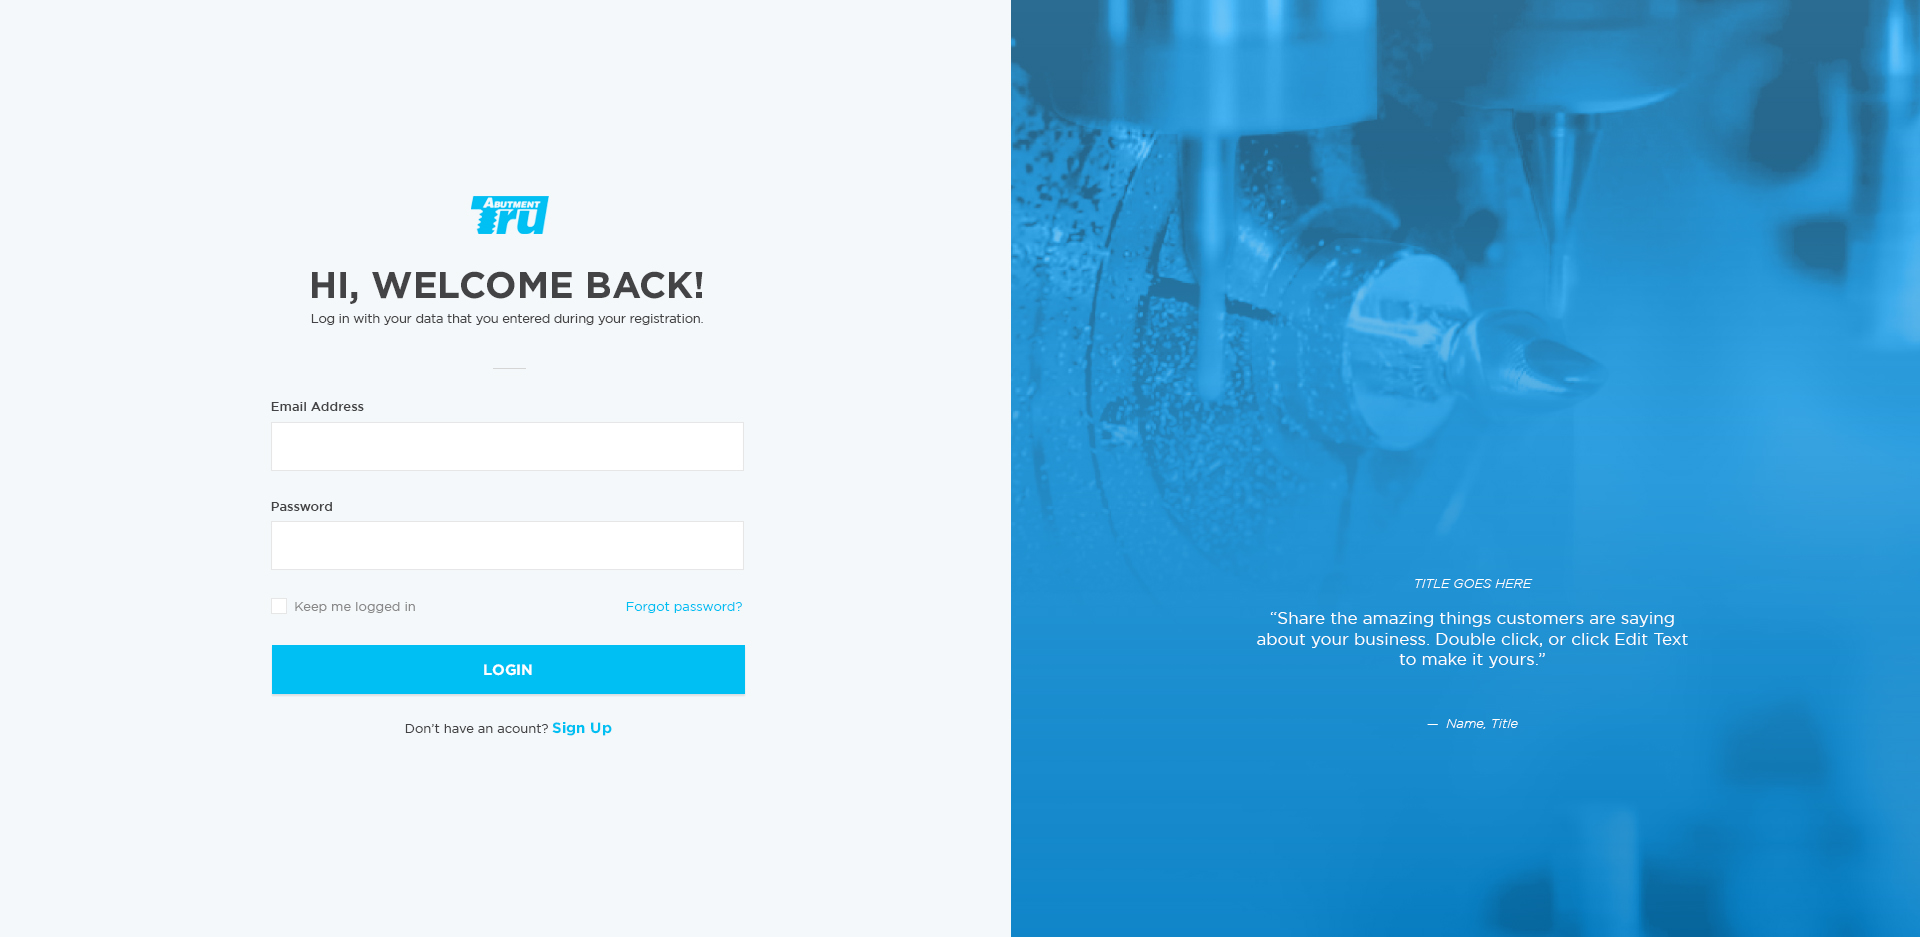 ABUTMENT
Tru
HI, WELCOME BACK!
Log in with your data that you entered during your registration.
Email Address
Password
Keep me logged in
Forgot password?
LOGIN
Don't have an acount? Sign Up
TITLE GOES HERE
“Share the amazing things customers are saying
about your business. Double click, or click Edit Text
to make it yours.”
— Name, Title